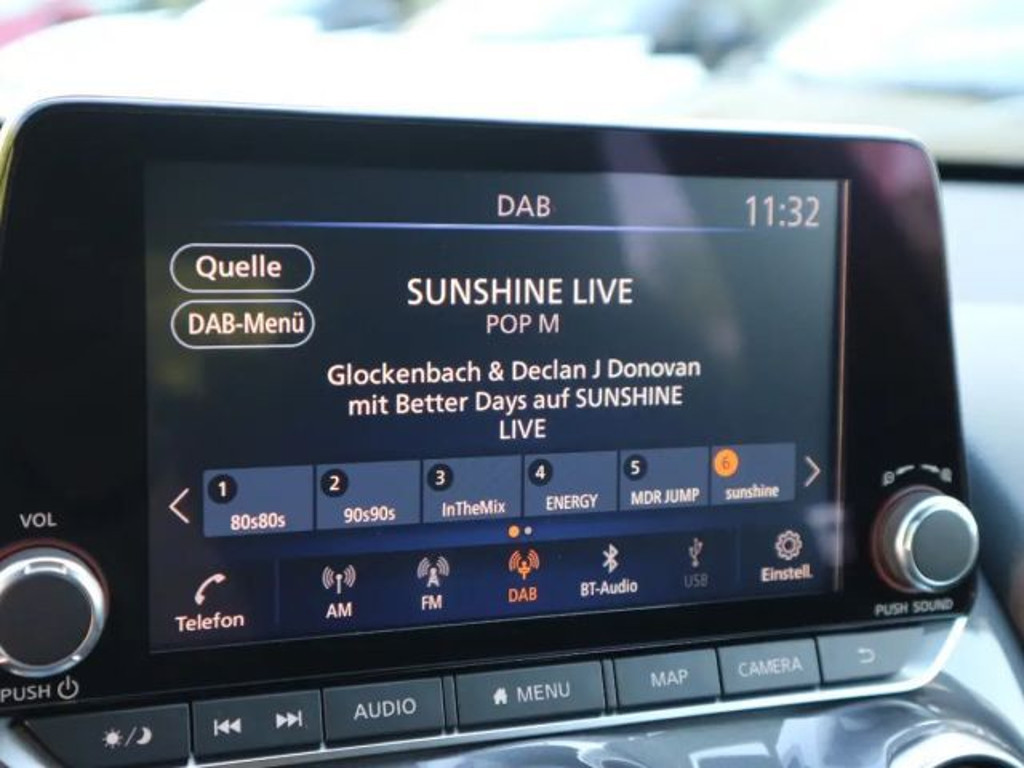 DAB
11:32
Quelle
DAB-Menü
SUNSHINE LIVE
POP M
Glockenbach & Declan J Donovan
mit Better Days auf SUNSHINE
LIVE
1 80s80s
2 90s90s
3 InTheMix
4 ENERGY
5 MDR JUMP
6 sunshine
Telefon
AM
FM
DAB
BT-Audio
USB
Einstell.
VOL
PUSH
PUSH SOUND
AUDIO
MENU
MAP
CAMERA